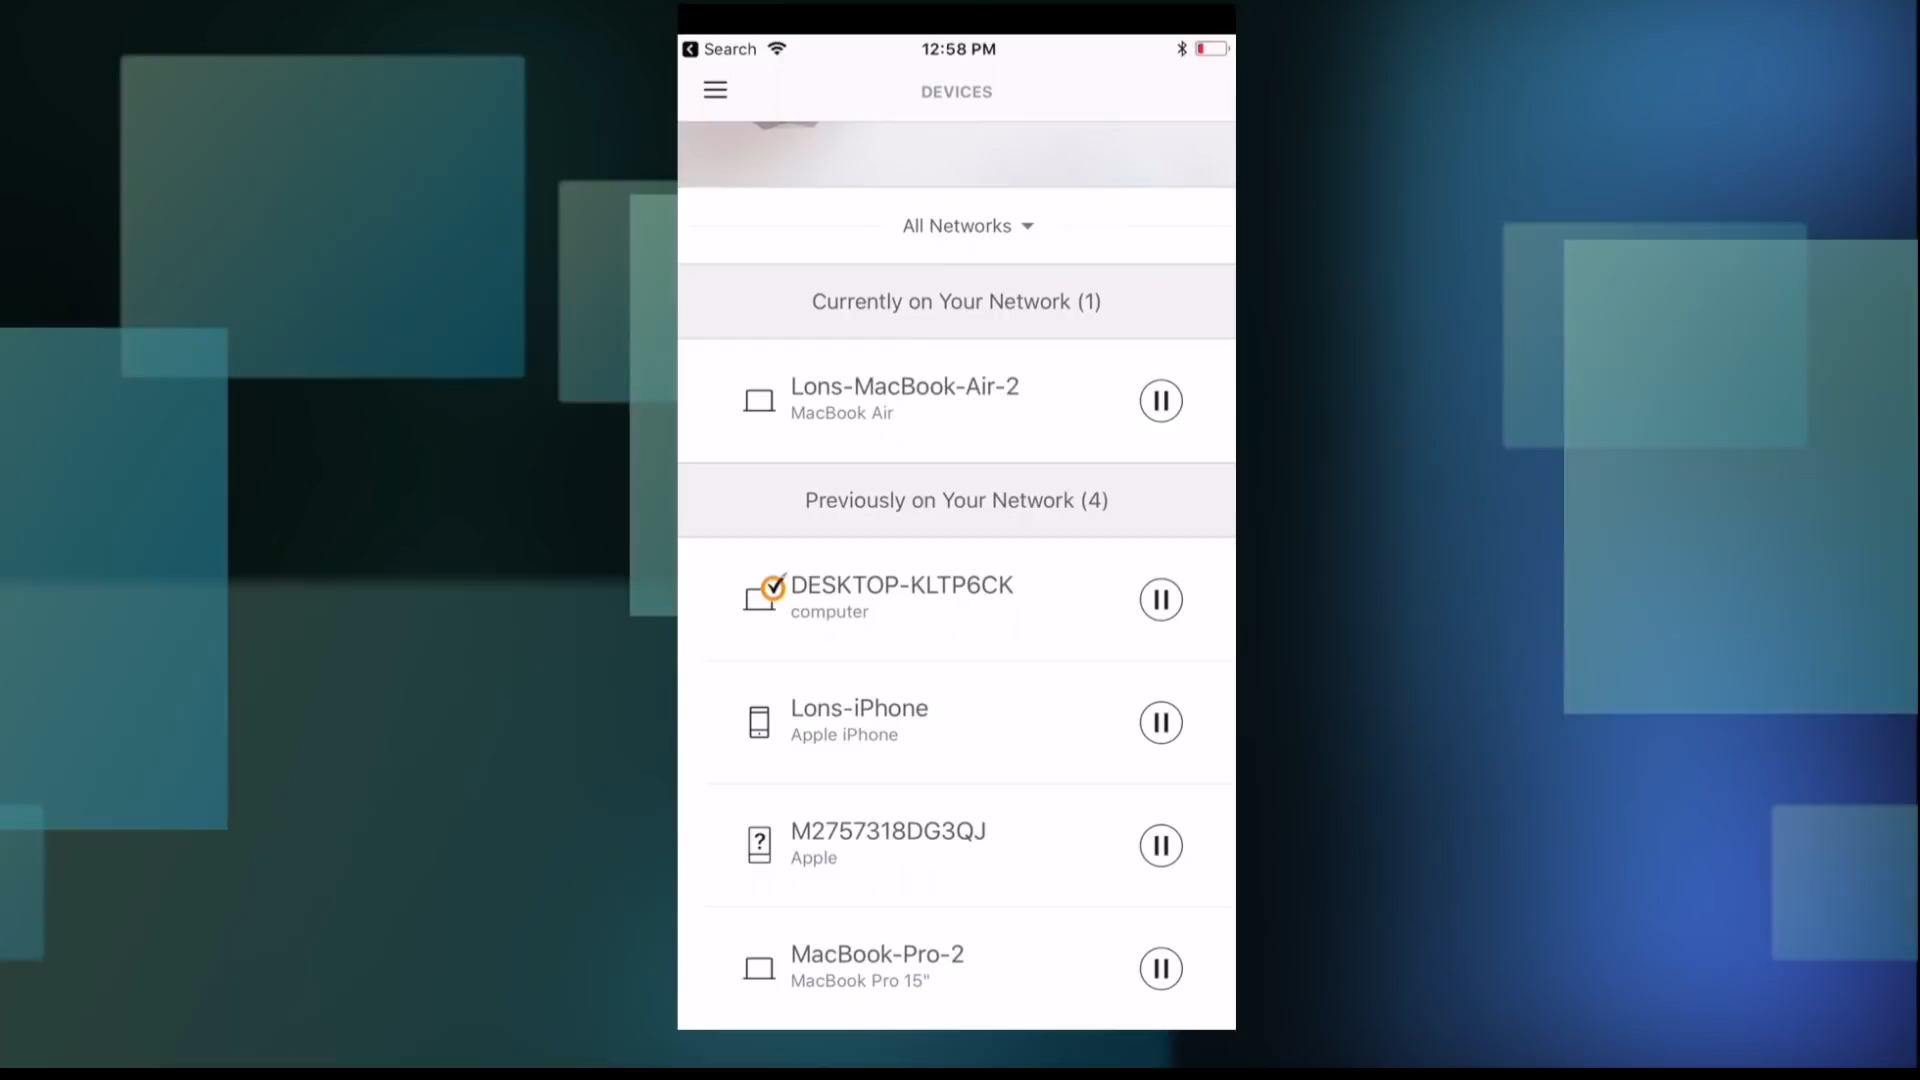 Search 12:58 PM
DEVICES
All Networks
Currently on Your Network (1)
Lons-MacBook-Air-2
MacBook Air
Previously on Your Network (4)
DESKTOP-KLTP6CK
computer
Lons-iPhone
Apple iPhone
?
M2757318DG3QJ
Apple
MacBook-Pro-2
MacBook Pro 15"